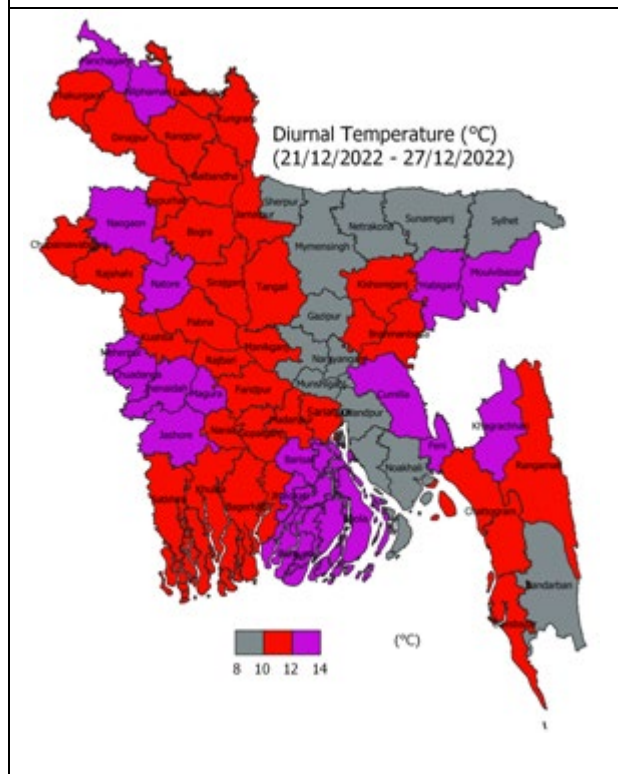 Panchagarh
Nilphamari
Thakurgaon
Lalmonirhat
Kurigram
Diurnal Temperature (°C)
(21/12/2022 - 27/12/2022)
Dinajpur
Rangpur
Gaibandha
Sherpur
Netrakona
Sunamganj
Sylhet
Joypurhat
Jamalpur
Naogaon
Bogra
Mymensingh
Rajshahi
Natore
Sirajganj
Tangail
Kishoreganj
Habiganj
Moulvibazar
Gazipur
Pabna
Kushtia
Manikganj
Narayanganj
Rajbari
Munshiganj
Meherpur
Chuadanga
Jhenaidah
Magura
Faridpur
Cumilla
Chandpur
Jashore
Narail
Gopalganj
Madaripur
Shariatpur
Feni
Khagrachhari
Noakhali
Barisal
Rangamati
Satkhira
Khulna
Bagerhat
Bhola
Chattogram
Bandarban
(°C)
8 10 12 14